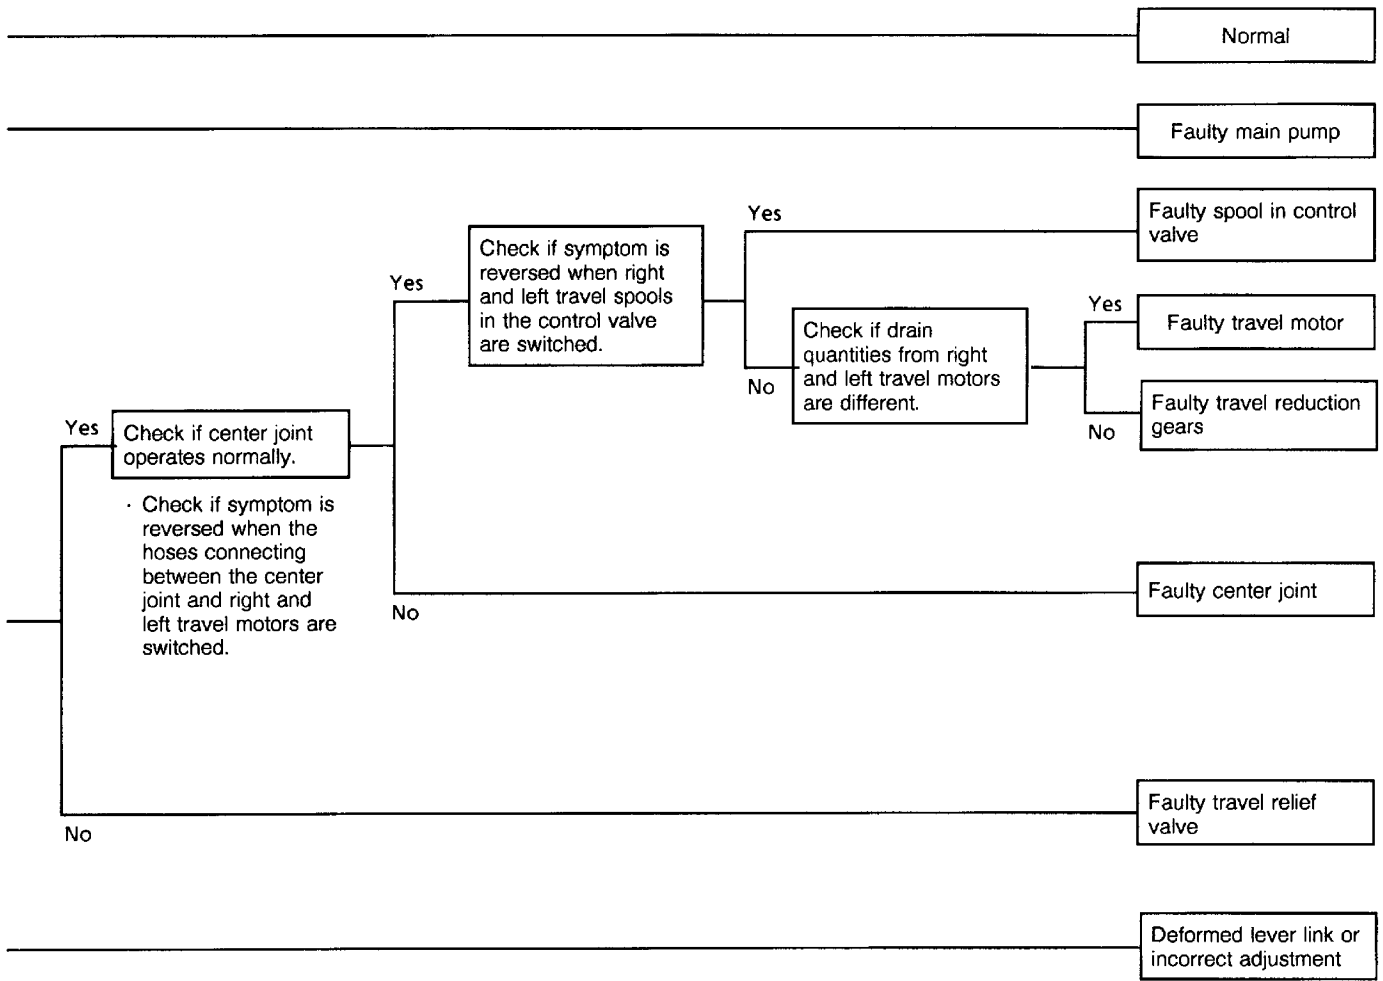 Normal
Faulty main pump
Yes
Faulty spool in control
valve
Check if symptom is
reversed when right
and left travel spools
in the control valve
are switched.
Yes
Yes
Faulty travel motor
Check if drain
quantities from right
and left travel motors
are different.
No
Faulty travel reduction
gears
No
Yes
Check if center joint
operates normally.
· Check if symptom is
reversed when the
hoses connecting
between the center
joint and right and
left travel motors are
switched.
Faulty center joint
No
Faulty travel relief
valve
No
Deformed lever link or
incorrect adjustment